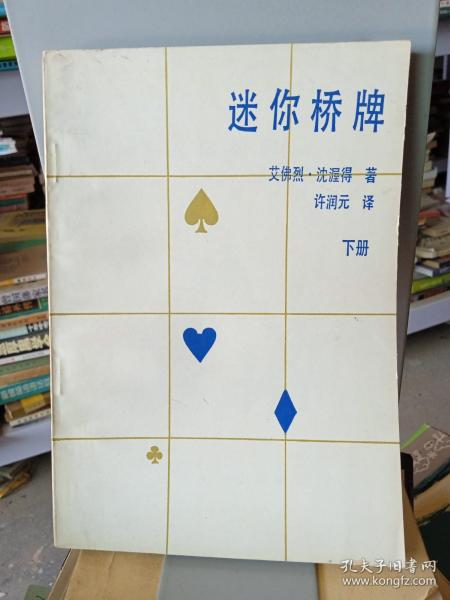 迷你桥牌
艾佛烈·沈渥得 著
许润元 译
下册
孔夫子旧书网
www.kongfz.com